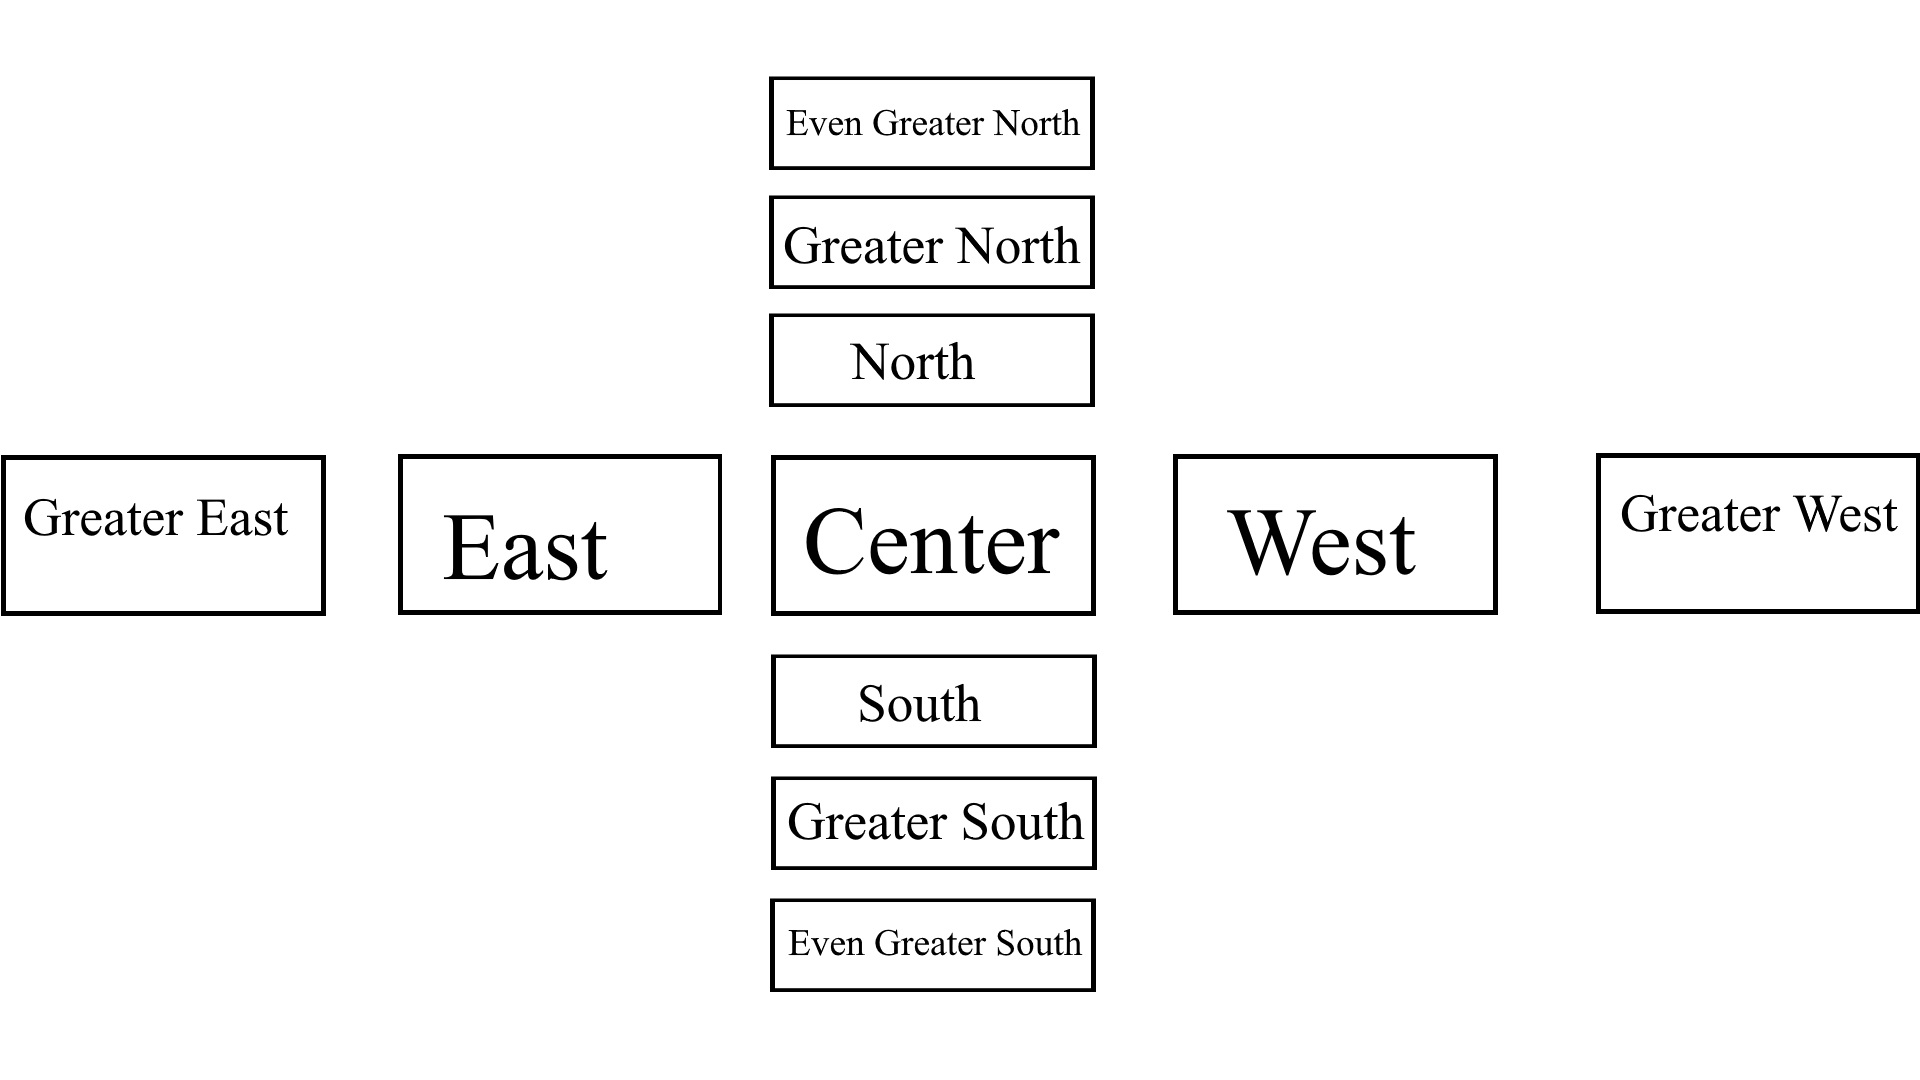 Even Greater North
Greater North
North
Greater East
East
Center
West
Greater West
South
Greater South
Even Greater South